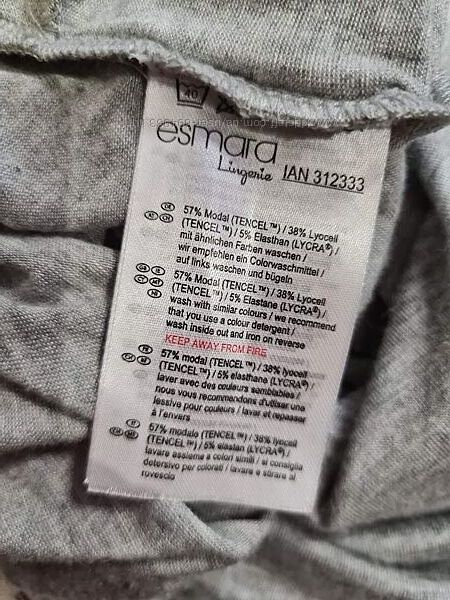 40
esmara
Lingerie IAN 312333
57% Modal (TENCEL™) / 38% Lyocell
(TENCEL™) / 5% Elasthan (LYCRA®) /
mit ähnlichen Farben waschen /
wir empfehlen ein Colorwaschmittel /
auf links waschen und bügeln
57% Modal (TENCEL™) / 38% Lyocell
(TENCEL™) / 5% Elastane (LYCRA®) /
wash with similar colours / we recommend
that you use a colour detergent /
wash inside out and iron on reverse
KEEP AWAY FROM FIRE
57% modal (TENCEL™) / 38% lyocell
(TENCEL™) / 5% élasthanne (LYCRA®) /
laver avec des couleurs semblables /
nous vous recommandons d'utiliser une
lessive pour couleurs / laver et repasser
à l'envers
57% modale (TENCEL™) / 38% lyocell
(TENCEL™) / 5% elastan (LYCRA®) /
lavare assieme a colori simili / si consiglia
detersivo per colorati / lavare e stirare al
rovescio